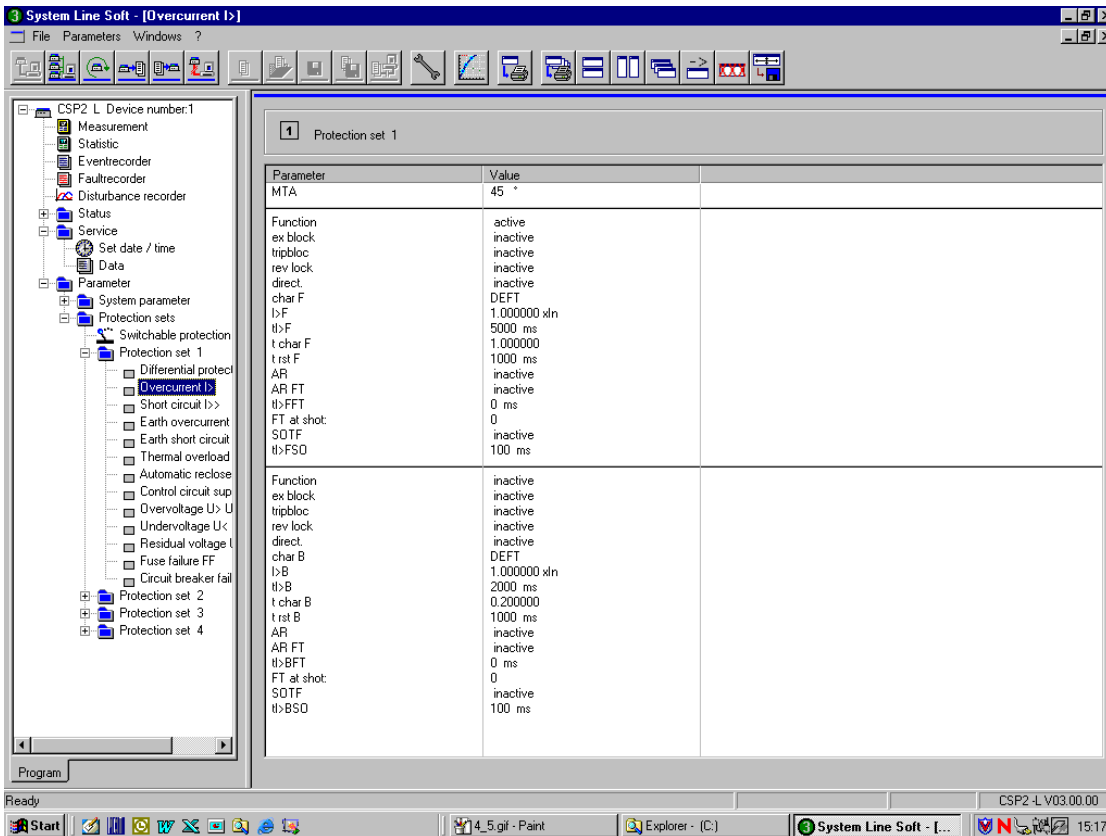 System Line Soft - [Overcurrent I>]
File Parameters Windows ?
CSP2 L Device number:1
Measurement
Statistic
Eventrecorder
Faultrecorder
Disturbance recorder
Status
Service
Set date / time
Data
Parameter
System parameter
Protection sets
Switchable protection
Protection set 1
Differential protec
Overcurrent I>
Short circuit I>>
Earth overcurrent
Earth short circuit
Thermal overload
Automatic reclose
Control circuit sup
Overvoltage U> U
Undervoltage U<
Residual voltage U
Fuse failure FF
Circuit breaker fail
Protection set 2
Protection set 3
Protection set 4
Program
1 Protection set 1
Parameter Value
MTA 45 °
Function active
ex block inactive
tripbloc inactive
rev lock inactive
direct. inactive
char F DEFT
I>F 1.000000 xIn
tI>F 5000 ms
t char F 1.000000
t rst F 1000 ms
AR inactive
AR FT inactive
tI>FFT 0 ms
FT at shot: 0
SOTF inactive
tI>FSO 100 ms
Function inactive
ex block inactive
tripbloc inactive
rev lock inactive
direct. inactive
char B DEFT
I>B 1.000000 xIn
tI>B 2000 ms
t char B 0.200000
t rst B 1000 ms
AR inactive
AR FT inactive
tI>BFT 0 ms
FT at shot: 0
SOTF inactive
tI>BSO 100 ms
Ready CSP2 -L V03.00.00
Start 4_5.gif - Paint Explorer - (C:) System Line Soft - [... 15:17